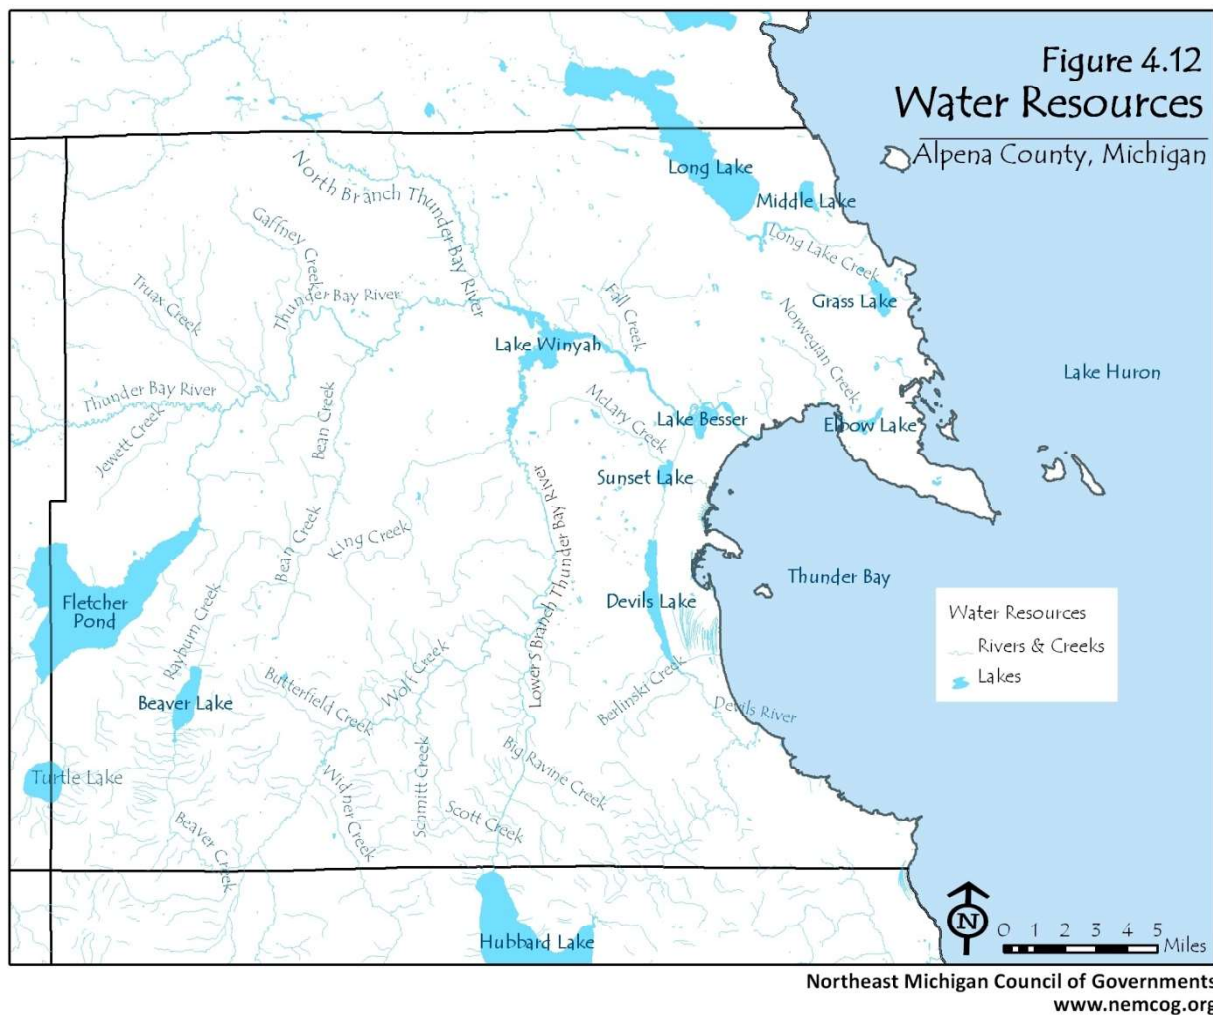 Figure 4.12
Water Resources
Alpena County, Michigan
Long Lake
Middle Lake
North Branch Thunder Bay River
Gaffney Creek
Long Lake Creek
Truax Creek
Thunder Bay River
Fall Creek
Grass Lake
Norwegian Creek
Lake Winyah
Lake Huron
Thunder Bay River
McLary Creek
Bean Creek
Lake Besser
Elbow Lake
Jewett Creek
Sunset Lake
Lower S Branch Thunder Bay River
King Creek
Bean Creek
Thunder Bay
Fletcher
Pond
Devils Lake
Rayburn Creek
Water Resources
Rivers & Creeks
Lakes
Wolf Creek
Butterfield Creek
Berlinski Creek
Beaver Lake
Devils River
Turtle Lake
Big Ravine Creek
Schmitt Creek
Widner Creek
Scott Creek
Beaver Creek
Hubbard Lake
N
0 1 2 3 4 5
Miles
Northeast Michigan Council of Governments
www.nemcog.org